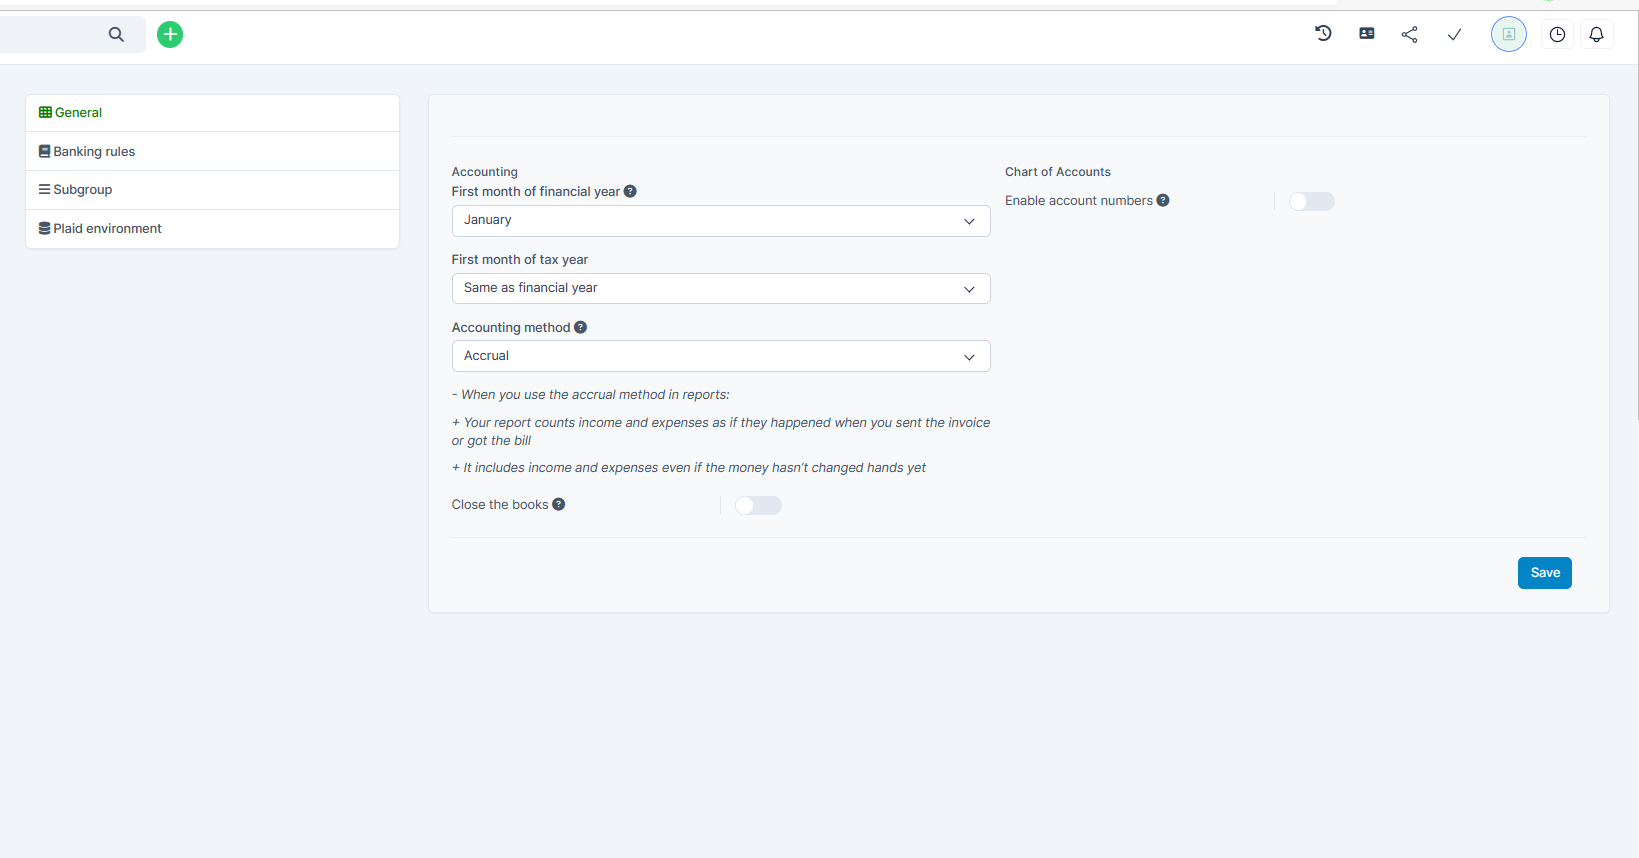 General
Banking rules
Subgroup
Plaid environment
Accounting
First month of financial year
January
First month of tax year
Same as financial year
Accounting method
Accrual
- When you use the accrual method in reports:
+ Your report counts income and expenses as if they happened when you sent the invoice
or got the bill
+ It includes income and expenses even if the money hasn't changed hands yet
Close the books
Chart of Accounts
Enable account numbers
Save